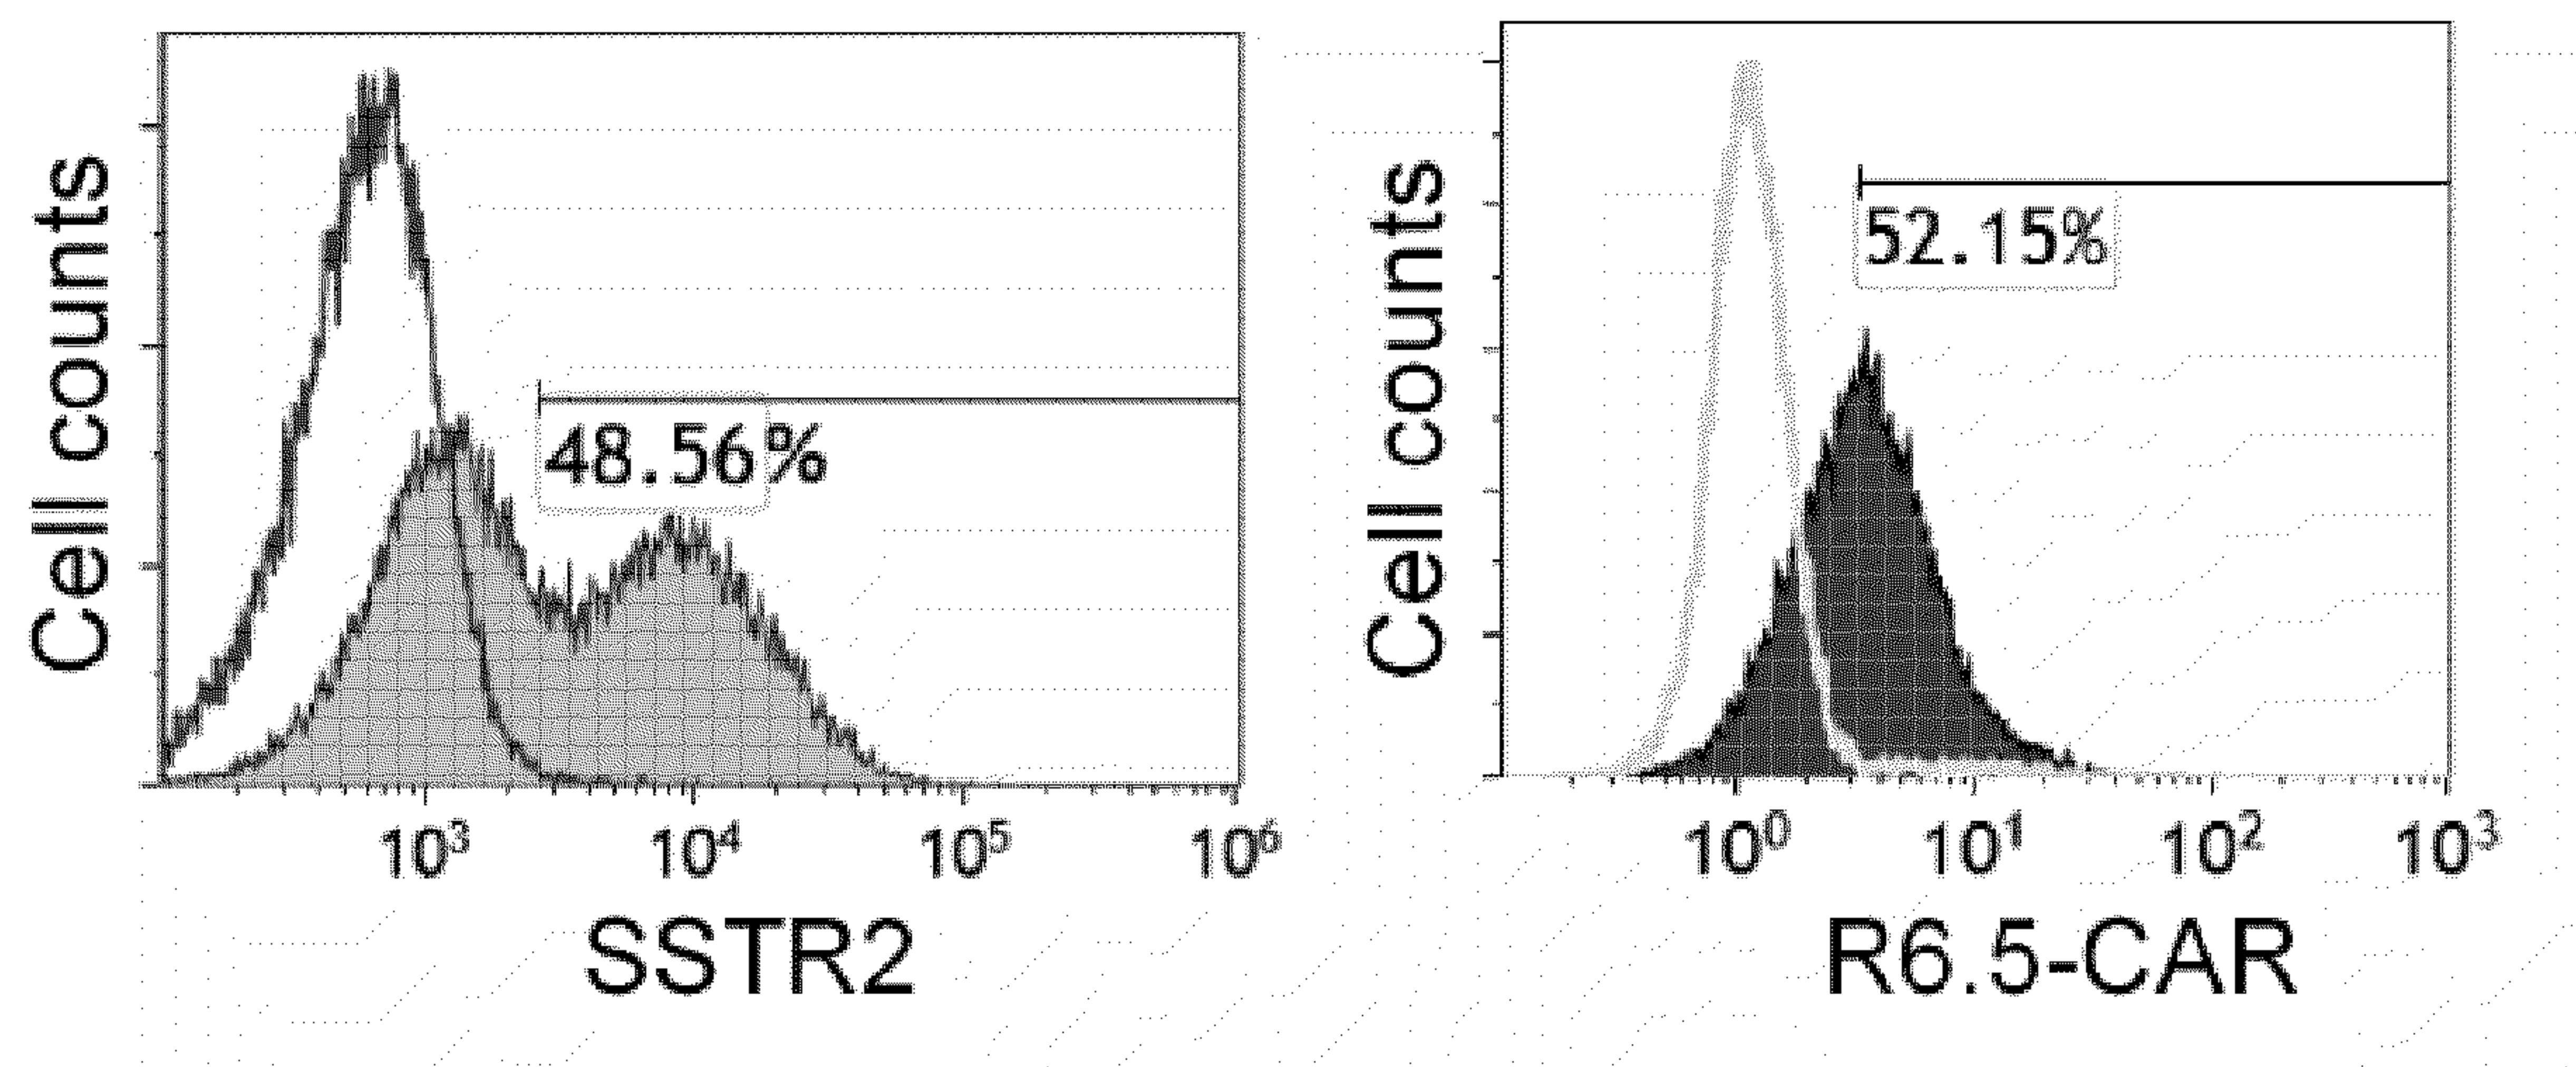 Cell counts
48.56%
10³ 10⁴ 10⁵ 10⁶
SSTR2
Cell counts
52.15%
10⁰ 10¹ 10² 10³
R6.5-CAR